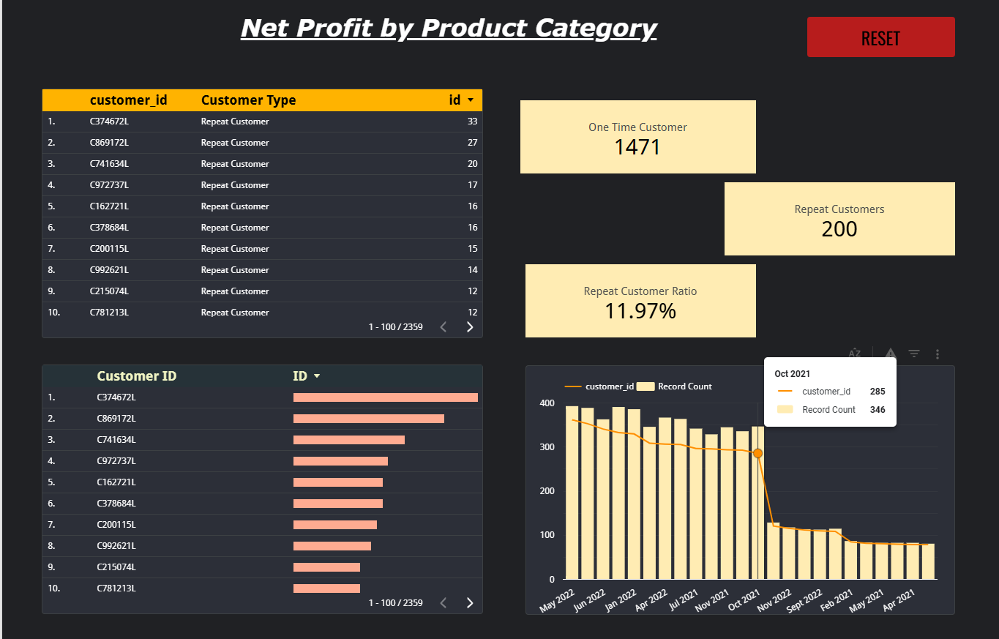 Net Profit by Product Category
RESET
customer_id Customer Type id
1. C374672L Repeat Customer 33
2. C869172L Repeat Customer 27
3. C741634L Repeat Customer 20
4. C972737L Repeat Customer 17
5. C162721L Repeat Customer 16
6. C378684L Repeat Customer 16
7. C200115L Repeat Customer 15
8. C992621L Repeat Customer 14
9. C215074L Repeat Customer 12
10. C781213L Repeat Customer 12
1 - 100 / 2359
One Time Customer
1471
Repeat Customers
200
Repeat Customer Ratio
11.97%
Customer ID ID
1. C374672L
2. C869172L
3. C741634L
4. C972737L
5. C162721L
6. C378684L
7. C200115L
8. C992621L
9. C215074L
10. C781213L
1 - 100 / 2359
AZ
customer_id Record Count
Oct 2021
customer_id 285
Record Count 346
400
300
200
100
0
May 2022 Jun 2022 Jan 2022 Apr 2022 Jul 2021 Nov 2021 Oct 2021 Nov 2022 Sept 2022 Feb 2021 May 2021 Apr 2021